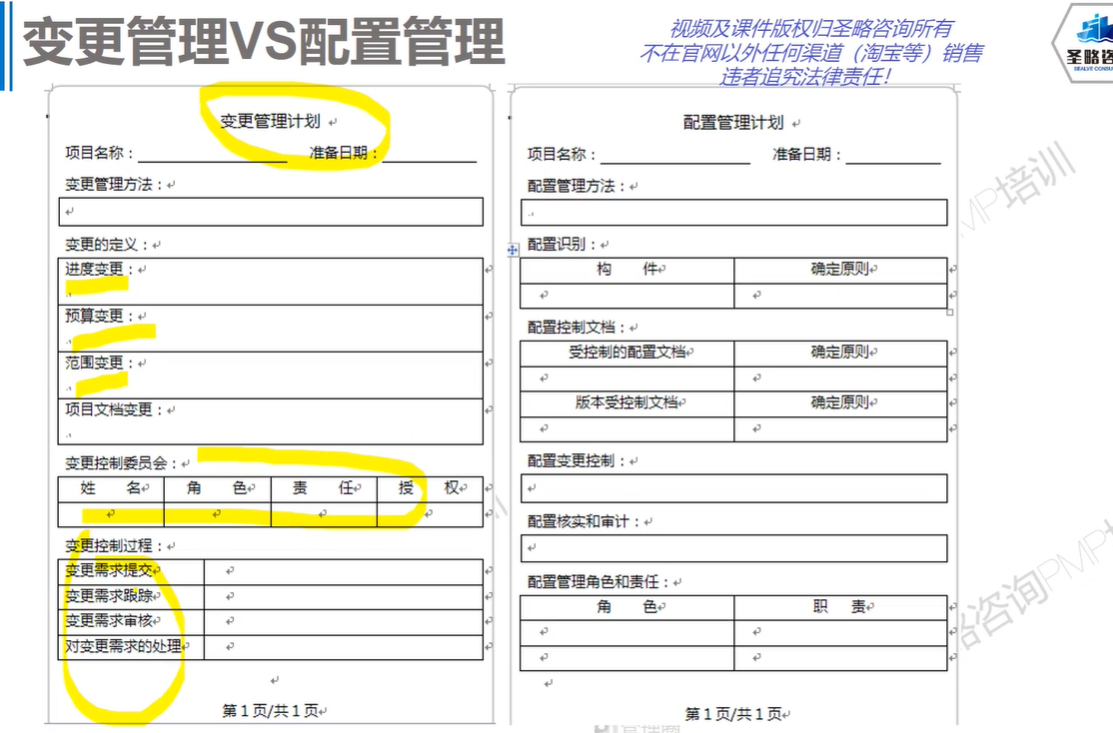 变更管理VS配置管理
视频及课件版权归圣略咨询所有
不在官网以外任何渠道（淘宝等）销售
违者追究法律责任！
圣略咨
变更管理计划
项目名称： 准备日期：
变更管理方法：
变更的定义：
进度变更：
预算变更：
范围变更：
项目文档变更：
变更控制委员会：
姓 名 角 色 责 任 授 权
变更控制过程：
变更需求提交
变更需求跟踪
变更需求审核
对变更需求的处理
第1页/共1页
配置管理计划
项目名称： 准备日期：
配置管理方法：
配置识别：
构 件 确定原则
配置控制文档：
受控制的配置文档 确定原则
版本受控制文档 确定原则
配置变更控制：
配置核实和审计：
配置管理角色和责任：
角 色 职 责
第1页/共1页
MP培训
略咨询PMP培